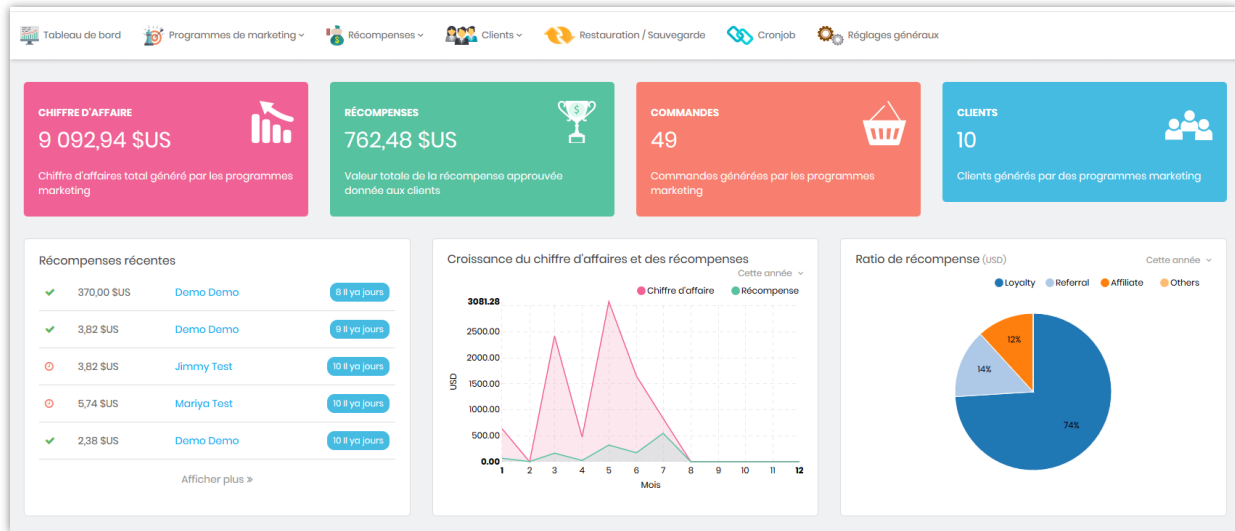 Tableau de bord
Programmes de marketing
Récompenses
Clients
Restauration / Sauvegarde
Cronjob
Réglages généraux
CHIFFRE D'AFFAIRE
9 092,94 $US
Chiffre d'affaires total généré par les programmes
marketing
RÉCOMPENSES
762,48 $US
Valeur totale de la récompense approuvée
donnée aux clients
COMMANDES
49
Commandes générées par les programmes
marketing
CLIENTS
10
Clients générés par des programmes marketing
Récompenses récentes
370,00 $US Demo Demo 8 Il ya jours
3,82 $US Demo Demo 9 Il ya jours
3,82 $US Jimmy Test 10 Il ya jours
5,74 $US Mariya Test 10 Il ya jours
2,38 $US Demo Demo 10 Il ya jours
Afficher plus »
Croissance du chiffre d'affaires et des récompenses
Cette année
Chiffre d'affaire Récompense
3081.28
2500.00
2000.00
1500.00
1000.00
500.00
0.00
USD
1 2 3 4 5 6 7 8 9 10 11 12
Mois
Ratio de récompense (USD)
Cette année
Loyalty Referral Affiliate Others
12%
14%
74%